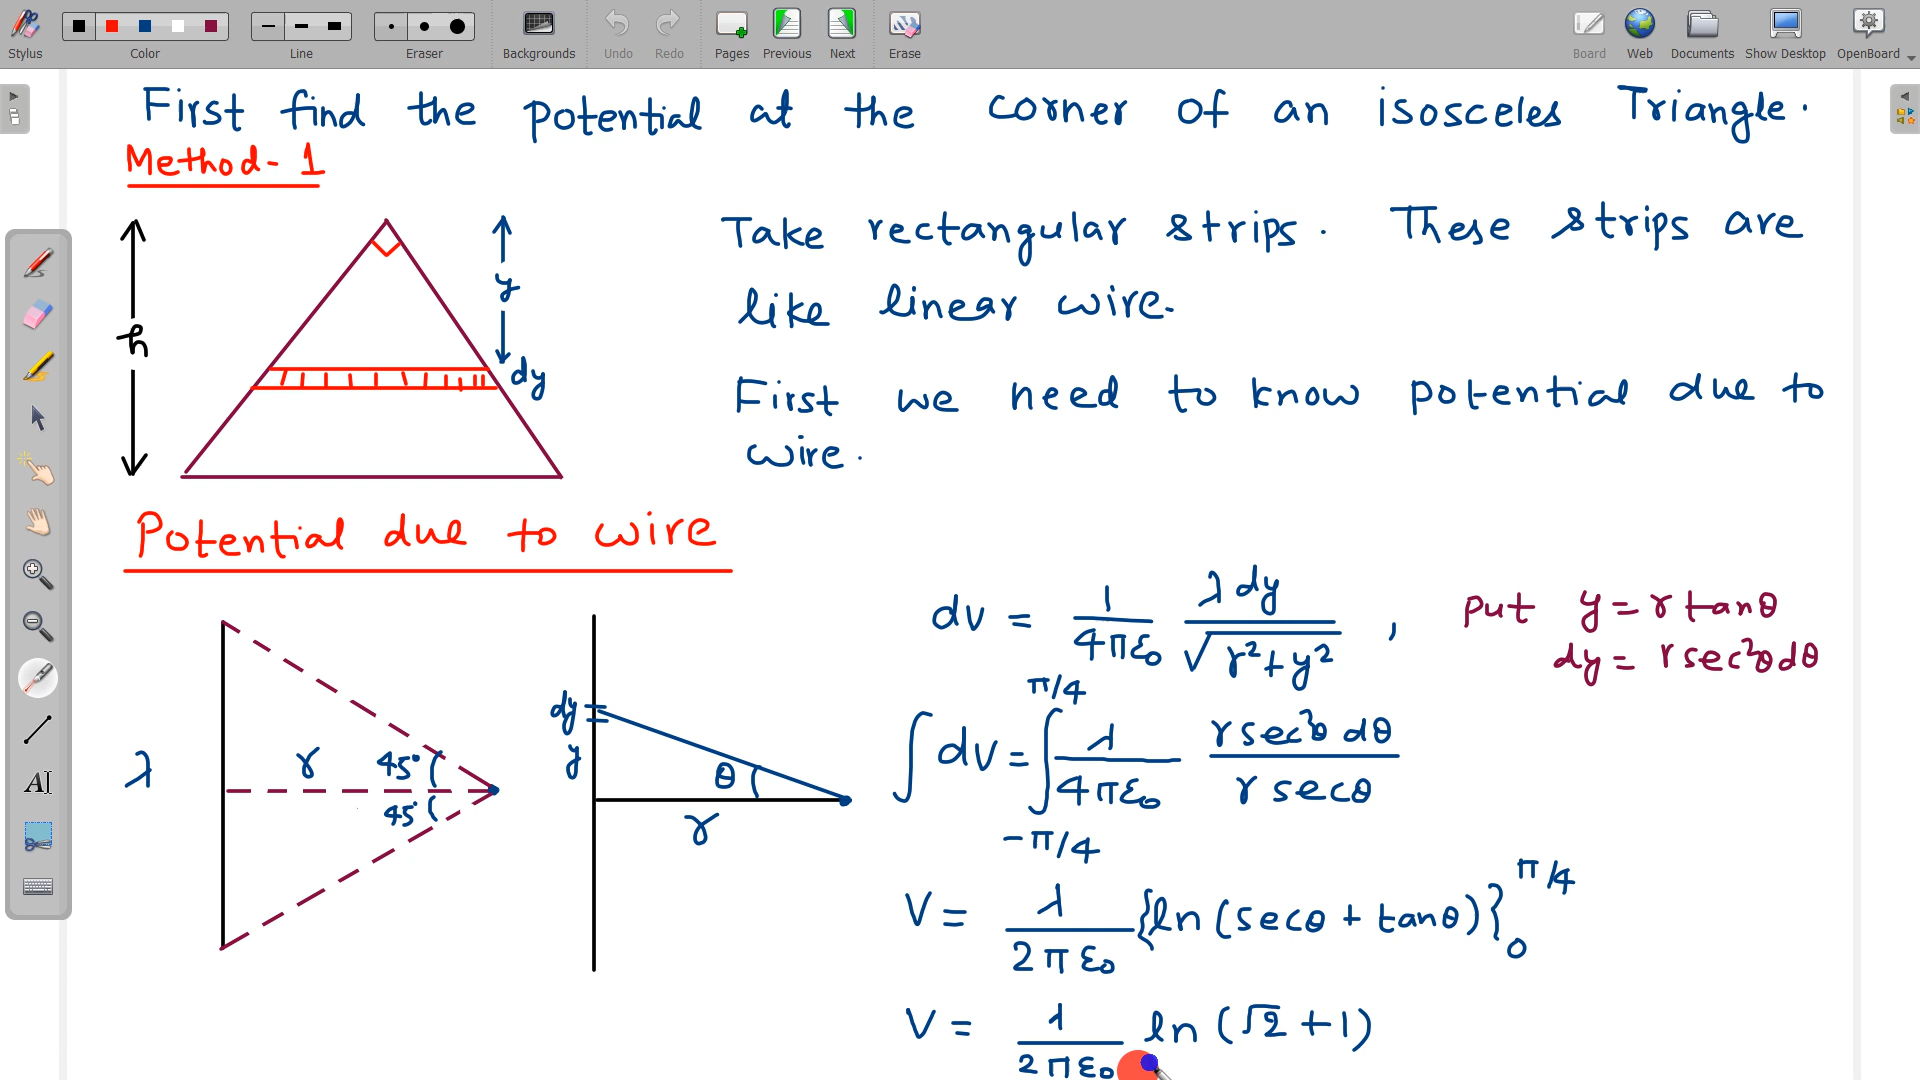 Stylus
Color
Line
Eraser
Backgrounds
Undo
Redo
Pages
Previous
Next
Erase
Board
Web
Documents
Show Desktop
OpenBoard
First find the potential at the corner of an isosceles Triangle.
Method-1
h
y
dy
Take rectangular strips. These strips are
like linear wire.
First we need to know potential due to
wire.
Potential due to wire
λ
r
45°
45°
dy
y
θ
r
dv = 1/4πε₀ λdy/√r²+y² , put y = r tanθ
dy = r sec²θdθ
∫dv = ∫_{-π/4}^{π/4} λ/4πε₀ r sec²θ dθ/r secθ
V = λ/2πε₀ {ln (secθ + tanθ)}₀^{π/4}
V = λ/2πε₀ ln (√2 + 1)
AI